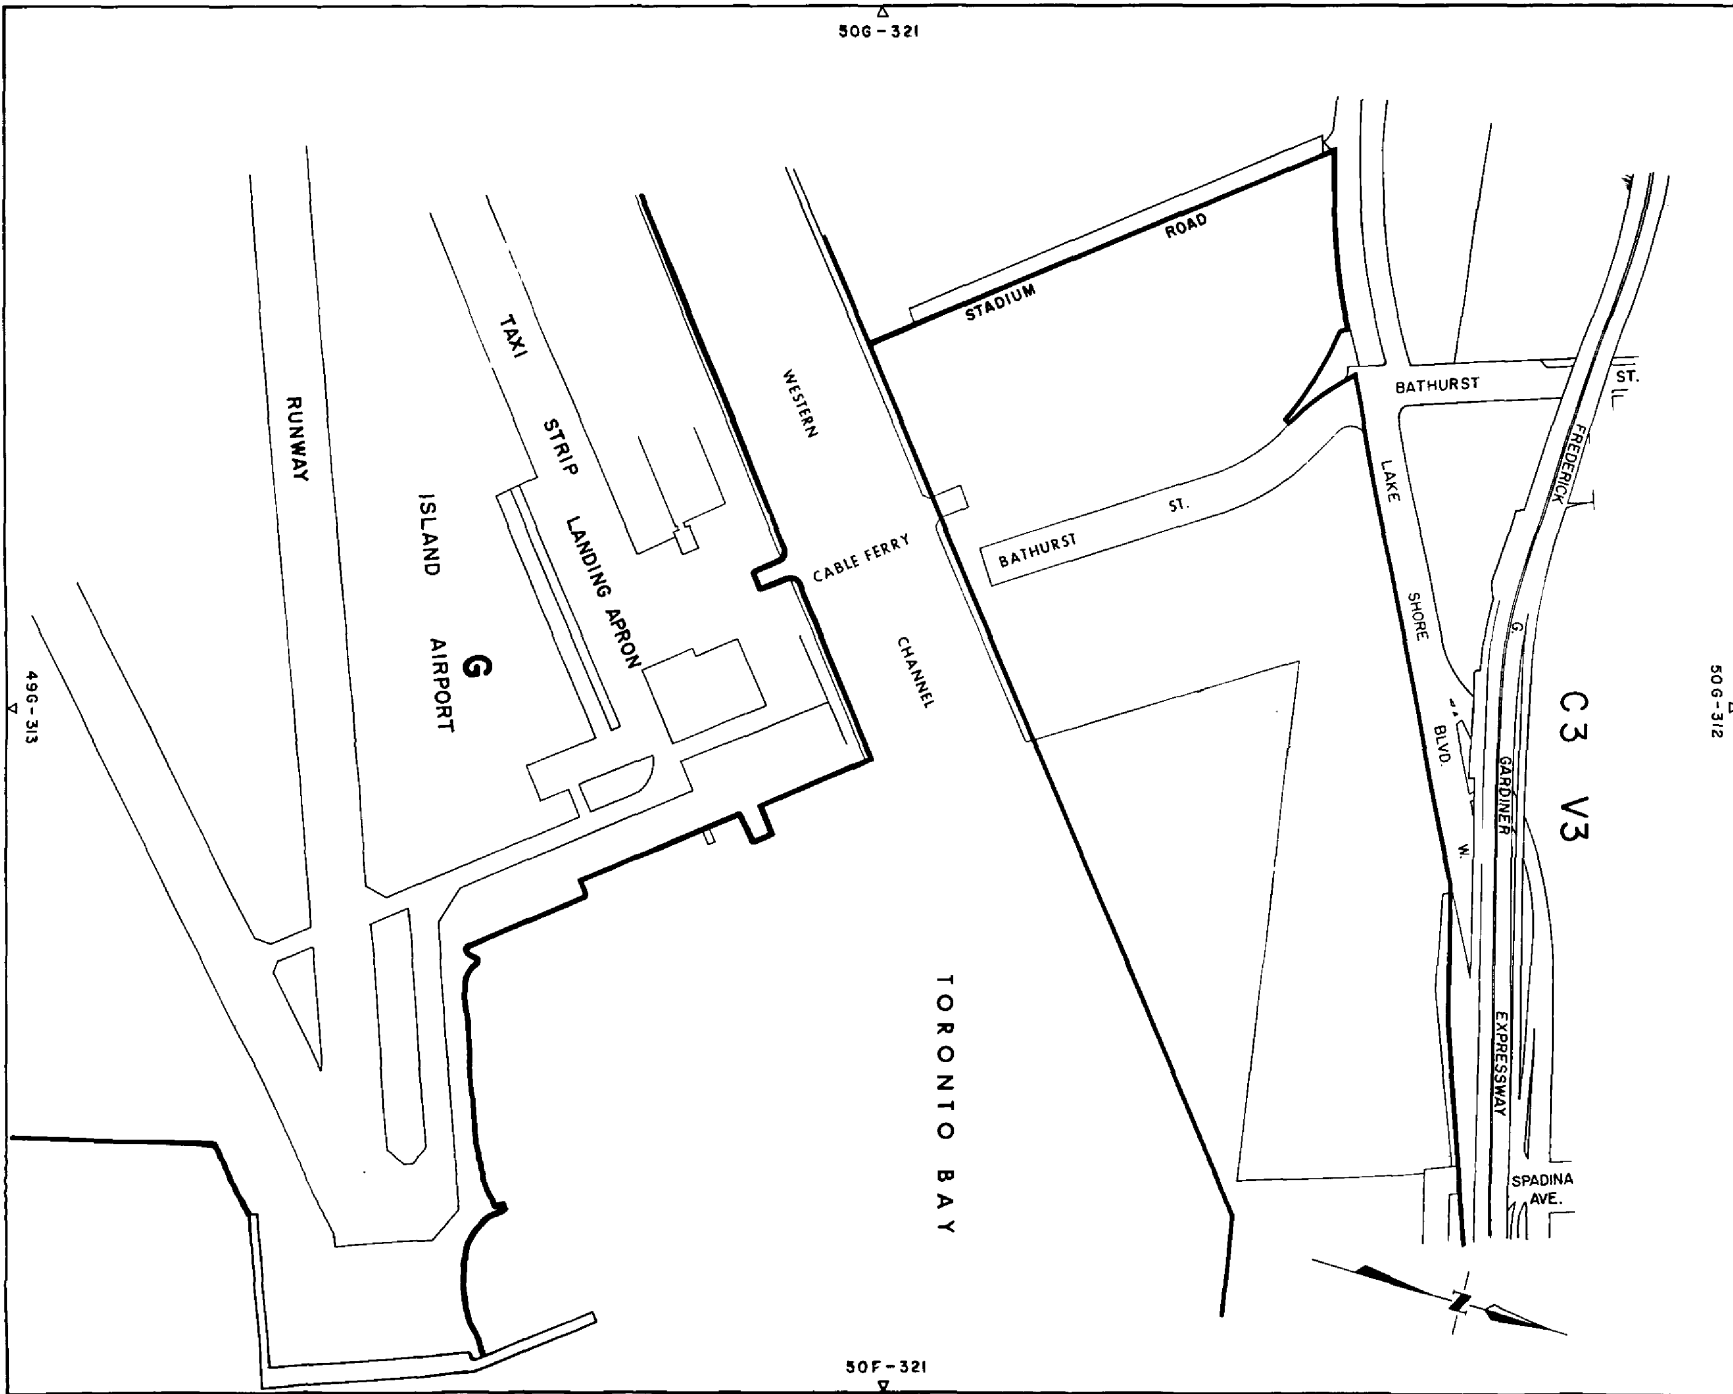 50G-321
STADIUM ROAD
TAXI STRIP
WESTERN CHANNEL
RUNWAY
BATHURST ST.
FREDERICK G. GARDINER EXPRESSWAY
LAKE SHORE BLVD. W.
BATHURST ST.
CABLE FERRY
LANDING APRON
ISLAND AIRPORT
G
49G-313
50G-312
C3 V3
TORONTO BAY
SPADINA
AVE.
N
50F-321